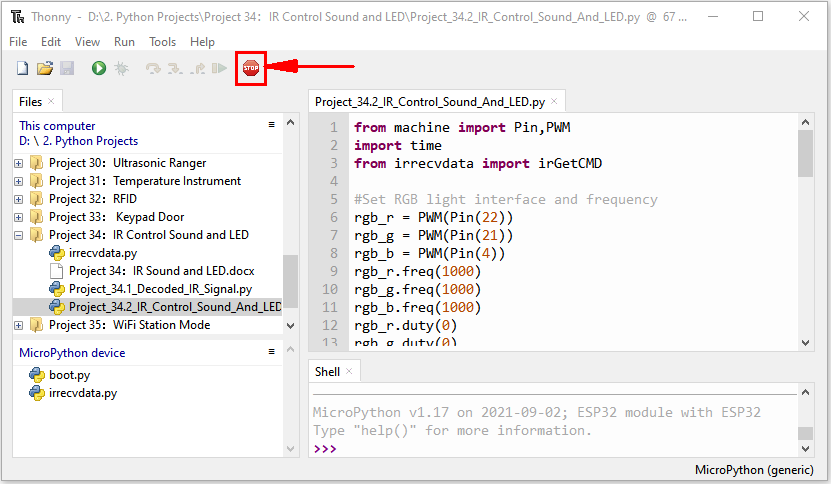 Thonny - D:\2. Python Projects\Project 34：IR Control Sound and LED\Project_34.2_IR_Control_Sound_And_LED.py @ 67 ...
File Edit View Run Tools Help
STOP
Files
This computer
D: \ 2. Python Projects
Project 30：Ultrasonic Ranger
Project 31：Temperature Instrument
Project 32：RFID
Project 33： Keypad Door
Project 34：IR Control Sound and LED
irrecvdata.py
Project 34：IR Sound and LED.docx
Project_34.1_Decoded_IR_Signal.py
Project_34.2_IR_Control_Sound_And_LED
Project 35：WiFi Station Mode
MicroPython device
boot.py
irrecvdata.py
Project_34.2_IR_Control_Sound_And_LED.py
1 from machine import Pin,PWM
2 import time
3 from irrecvdata import irGetCMD
4
5 #Set RGB light interface and frequency
6 rgb_r = PWM(Pin(22))
7 rgb_g = PWM(Pin(21))
8 rgb_b = PWM(Pin(4))
9 rgb_r.freq(1000)
10 rgb_g.freq(1000)
11 rgb_b.freq(1000)
12 rgb_r.duty(0)
13 rgb_g.duty(0)
Shell
MicroPython v1.17 on 2021-09-02; ESP32 module with ESP32
Type "help()" for more information.
>>>
MicroPython (generic)